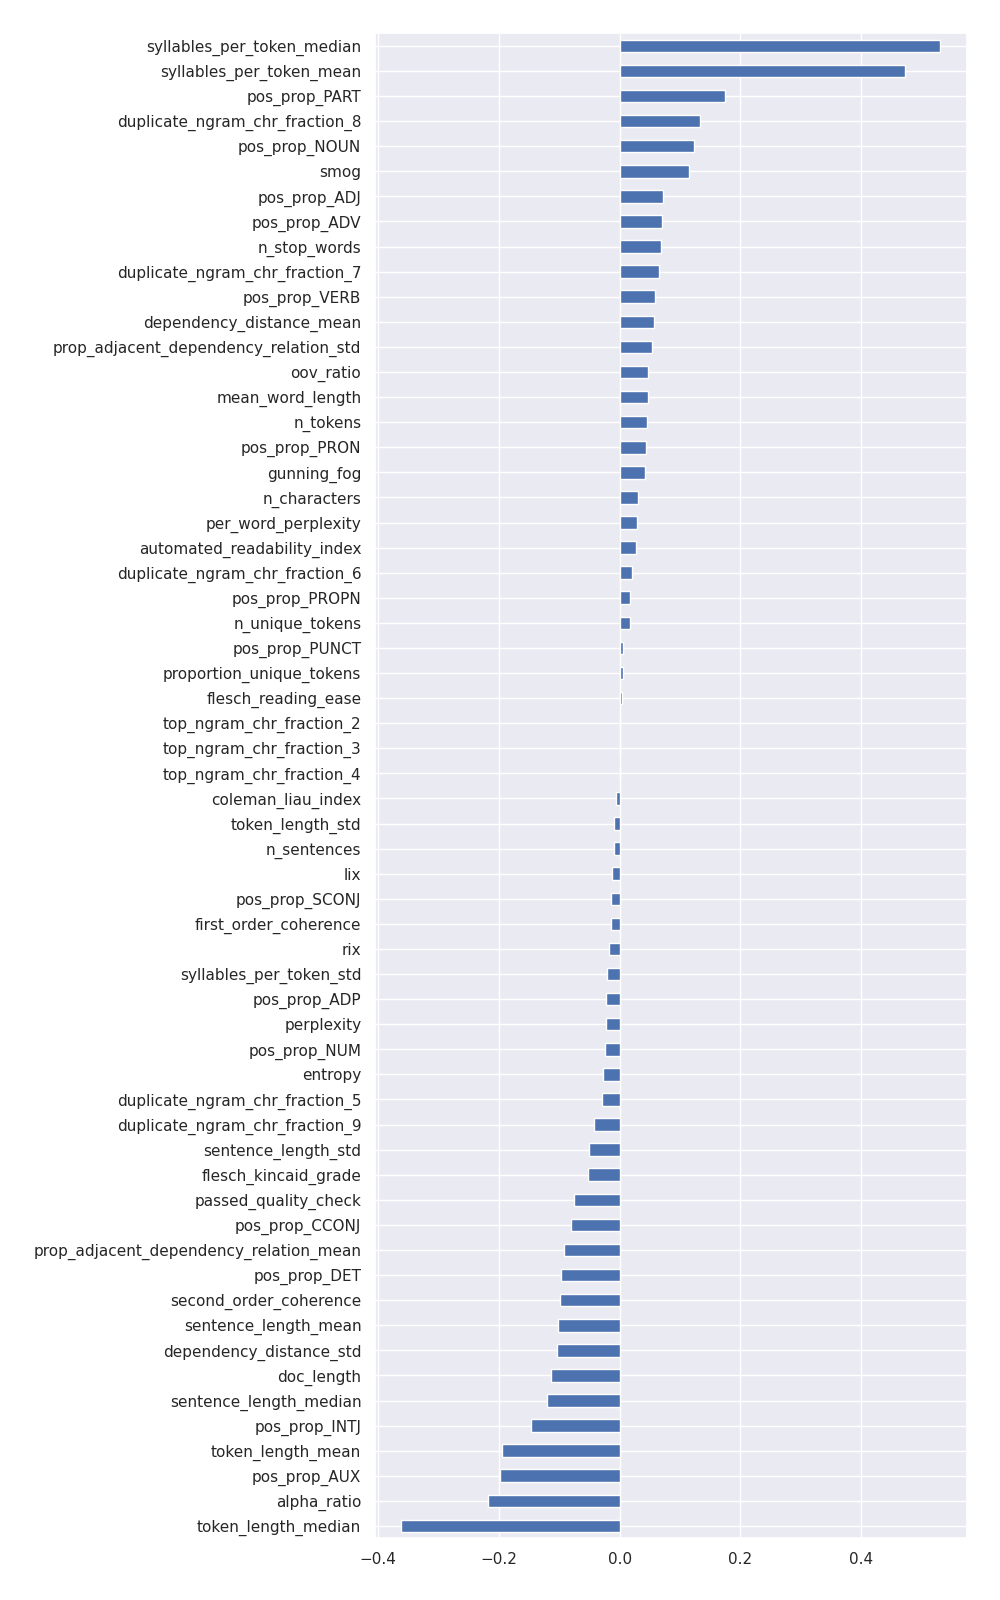 syllables_per_token_median
syllables_per_token_mean
pos_prop_PART
duplicate_ngram_chr_fraction_8
pos_prop_NOUN
smog
pos_prop_ADJ
pos_prop_ADV
n_stop_words
duplicate_ngram_chr_fraction_7
pos_prop_VERB
dependency_distance_mean
prop_adjacent_dependency_relation_std
oov_ratio
mean_word_length
n_tokens
pos_prop_PRON
gunning_fog
n_characters
per_word_perplexity
automated_readability_index
duplicate_ngram_chr_fraction_6
pos_prop_PROPN
n_unique_tokens
pos_prop_PUNCT
proportion_unique_tokens
flesch_reading_ease
top_ngram_chr_fraction_2
top_ngram_chr_fraction_3
top_ngram_chr_fraction_4
coleman_liau_index
token_length_std
n_sentences
lix
pos_prop_SCONJ
first_order_coherence
rix
syllables_per_token_std
pos_prop_ADP
perplexity
pos_prop_NUM
entropy
duplicate_ngram_chr_fraction_5
duplicate_ngram_chr_fraction_9
sentence_length_std
flesch_kincaid_grade
passed_quality_check
pos_prop_CCONJ
prop_adjacent_dependency_relation_mean
pos_prop_DET
second_order_coherence
sentence_length_mean
dependency_distance_std
doc_length
sentence_length_median
pos_prop_INTJ
token_length_mean
pos_prop_AUX
alpha_ratio
token_length_median
−0.4 −0.2 0.0 0.2 0.4